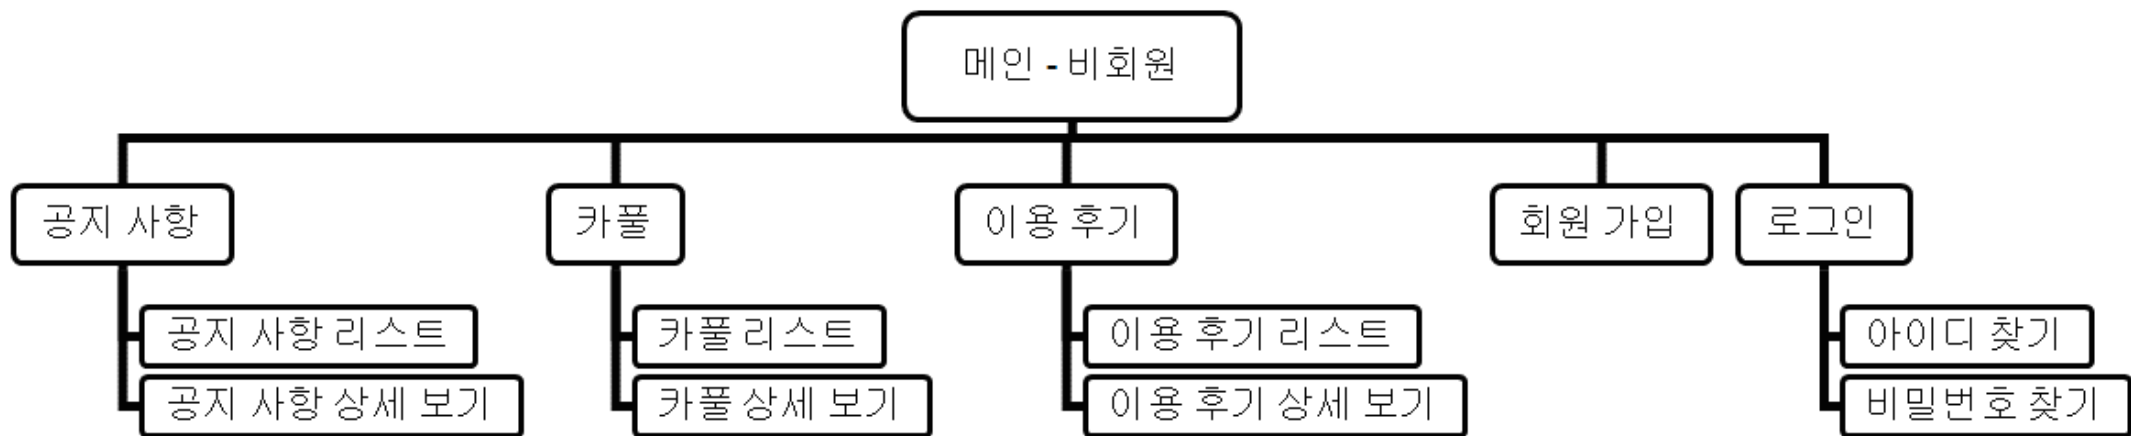 메인 - 비회원
공지 사항
카풀
이용 후기
회원 가입
로그인
공지 사항 리스트
카풀 리스트
이용 후기 리스트
아이디 찾기
공지 사항 상세 보기
카풀 상세 보기
이용 후기 상세 보기
비밀번호 찾기